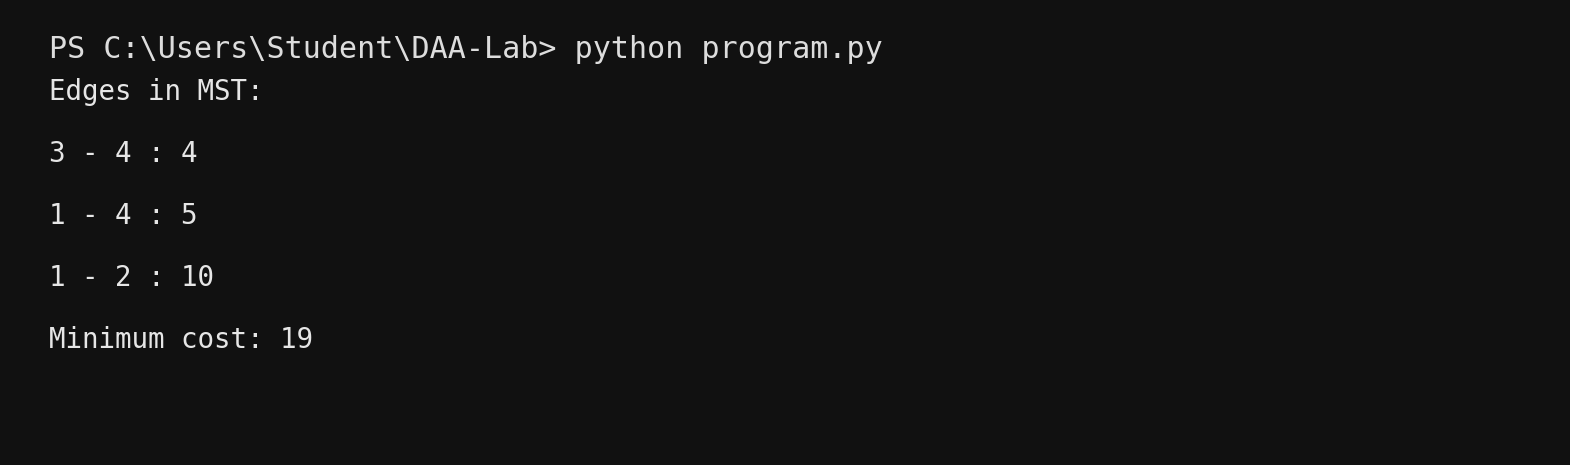 PS C:\Users\Student\DAA-Lab> python program.py
Edges in MST:
3 - 4 : 4
1 - 4 : 5
1 - 2 : 10
Minimum cost: 19